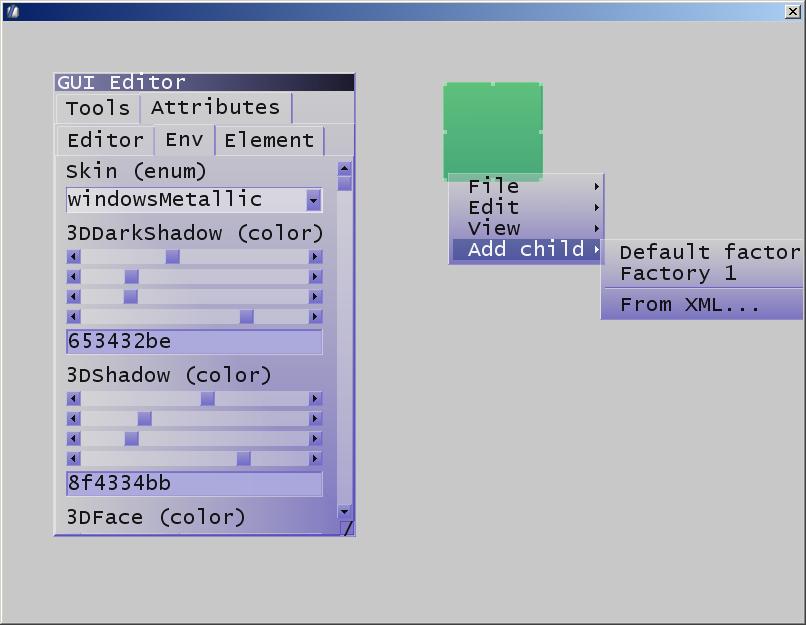 GUI Editor
Tools Attributes
Editor Env Element
Skin (enum)
windowsMetallic
3DDarkShadow (color)
653432be
3DShadow (color)
8f4334bb
3DFace (color)
File
Edit
View
Add child
Default factor
Factory 1
From XML...